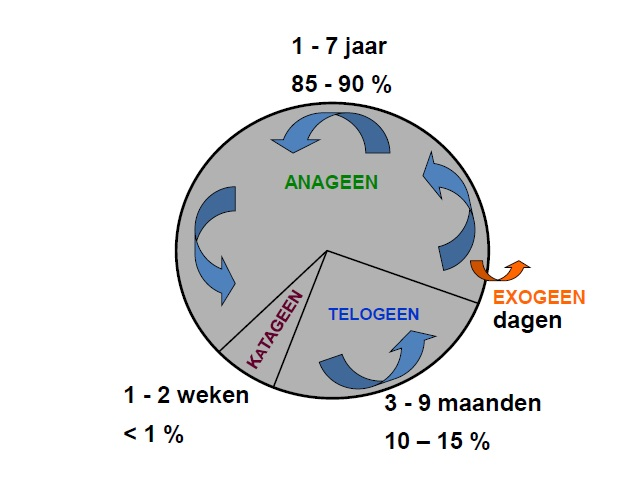 1 - 7 jaar
85 - 90 %
ANAGEEN
EXOGEEN
dagen
TELOGEEN
KATAGEEN
1 - 2 weken
< 1 %
3 - 9 maanden
10 – 15 %